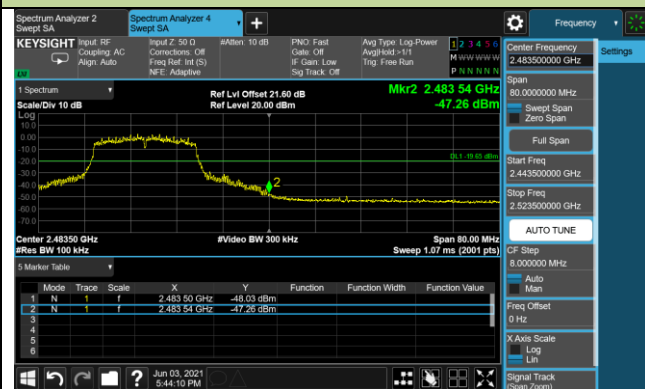 Spectrum Analyzer 2
Swept SA
Spectrum Analyzer 4
Swept SA
Frequency
KEYSIGHT
Input: RF
Coupling: AC
Align: Auto
Input Z: 50 Ω
Corrections: Off
Freq Ref: Int (S)
NFE: Adaptive
#Atten: 10 dB
PNO: Fast
Gate: Off
IF Gain: Low
Sig Track: Off
Avg Type: Log-Power
Avg|Hold:>1/1
Trig: Free Run
1 2 3 4 5 6
M W W W W W
P N N N N N
1 Spectrum
Scale/Div 10 dB
Ref Lvl Offset 21.60 dB
Ref Level 20.00 dBm
Mkr2 2.483 54 GHz
-47.26 dBm
Log
10.0
0.00
-10.0
-20.0
-30.0
-40.0
-50.0
-60.0
-70.0
DL1 -19.65 dBm
2
Center 2.48350 GHz
#Res BW 100 kHz
#Video BW 300 kHz
Span 80.00 MHz
Sweep 1.07 ms (2001 pts)
5 Marker Table
Mode Trace Scale X Y Function Function Width Function Value
1 N 1 f 2.483 50 GHz -48.03 dBm
2 N 1 f 2.483 54 GHz -47.26 dBm
3
4
5
6
Jun 03, 2021
5:44:10 PM
Center Frequency
2.483500000 GHz
Settings
Span
80.0000000 MHz
Swept Span
Zero Span
Full Span
Start Freq
2.443500000 GHz
Stop Freq
2.523500000 GHz
AUTO TUNE
CF Step
8.000000 MHz
Auto
Man
Freq Offset
0 Hz
X Axis Scale
Log
Lin
Signal Track
(Span Zoom)